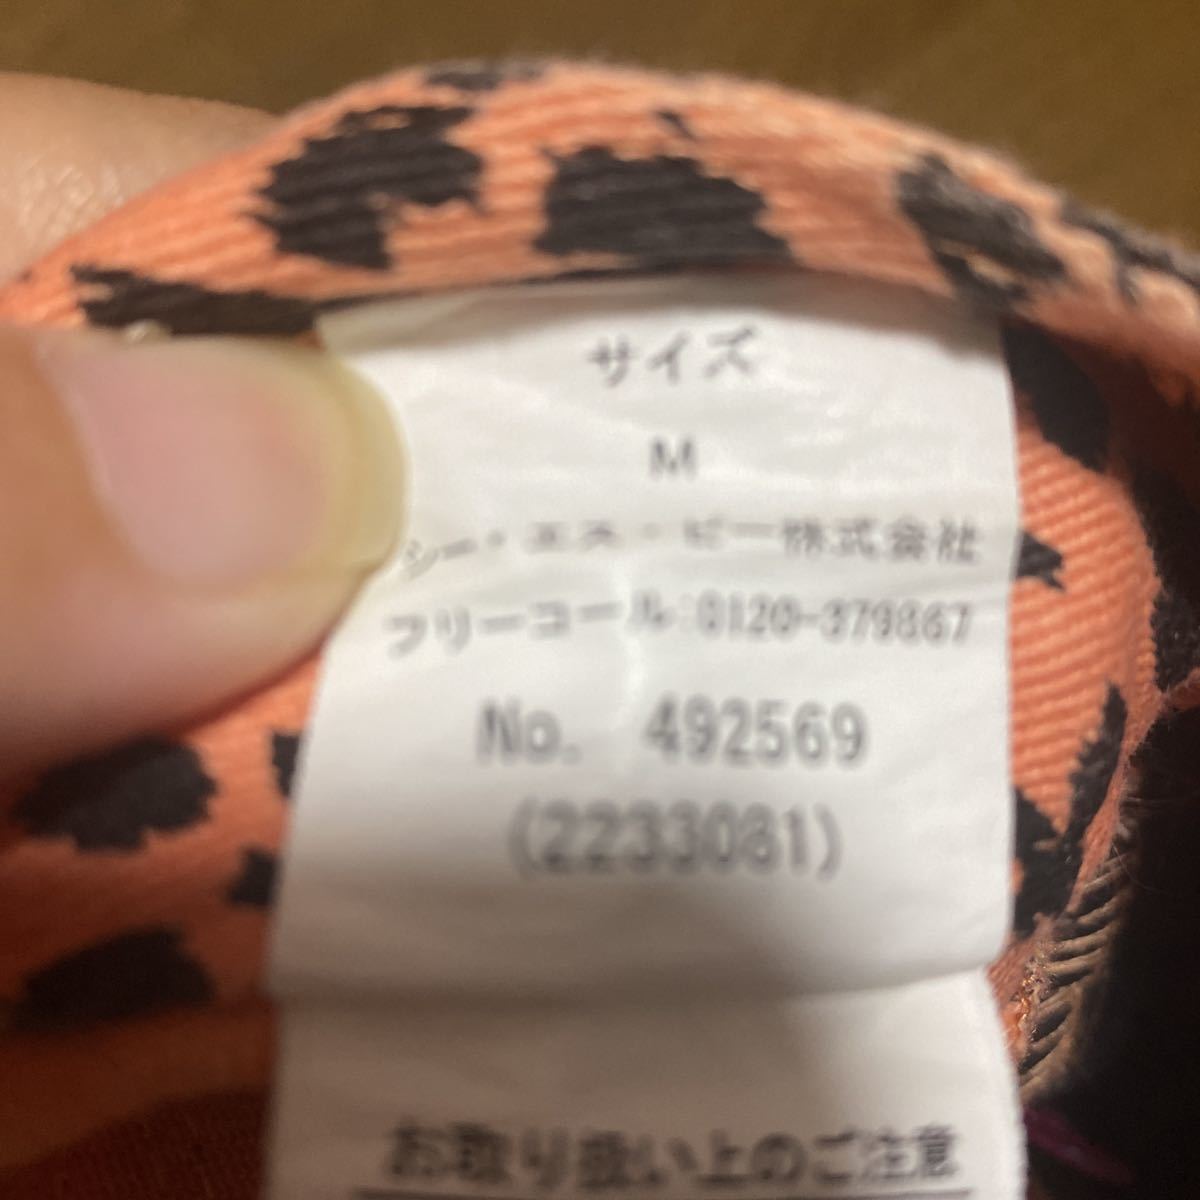 サイズ
M
シー・エス・ビー株式会社
フリーコール:0120-379867
No. 492569
(2233081)
お取り扱い上のご注意